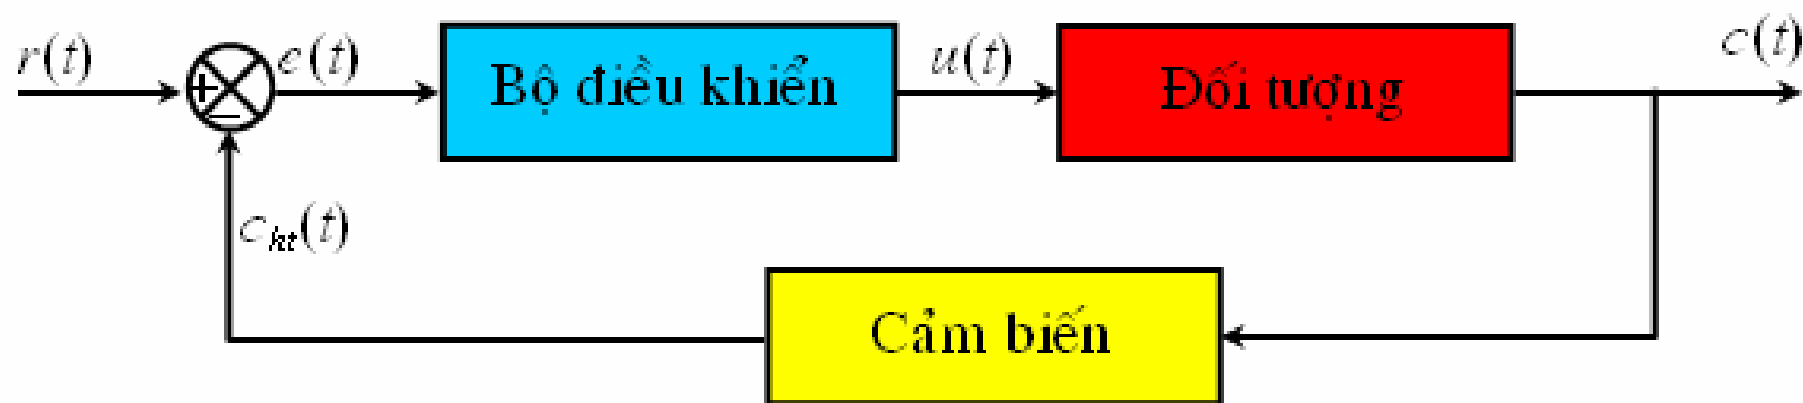 r(t)
+
−
e(t)
Bộ điều khiển
u(t)
Đối tượng
c(t)
c_ht(t)
Cảm biến